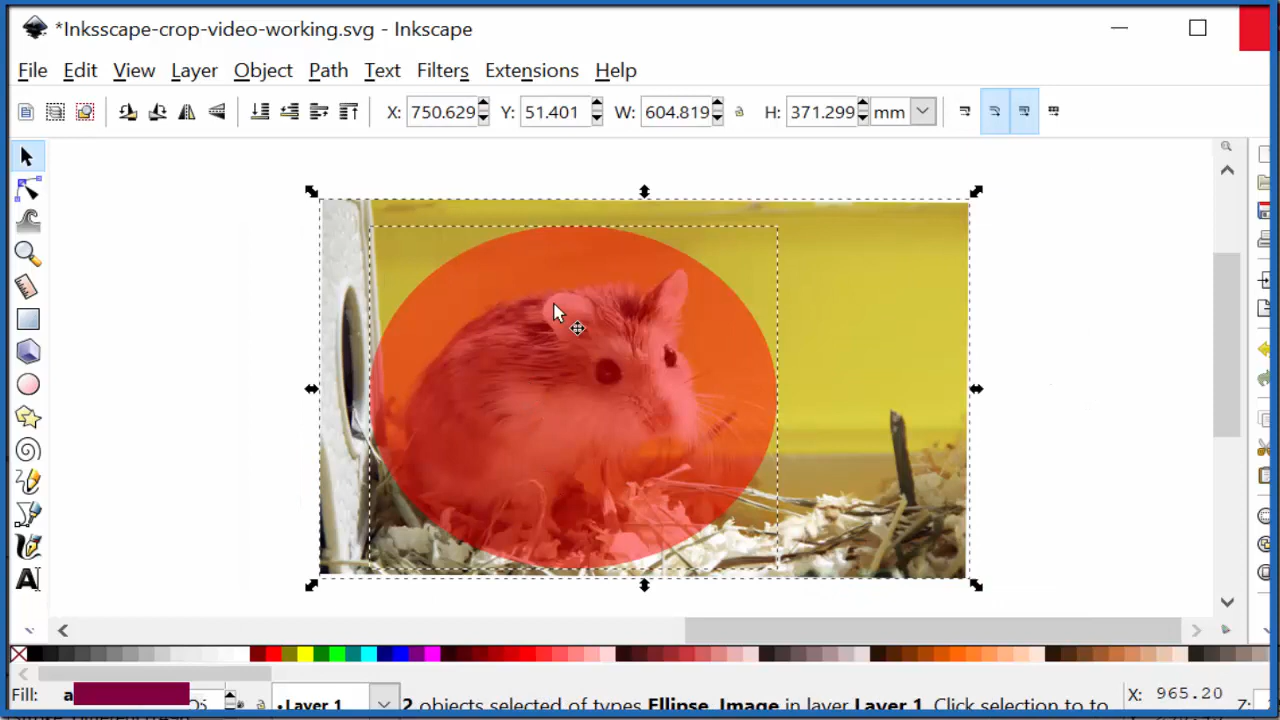 *Inksscape-crop-video-working.svg - Inkscape
File Edit View Layer Object Path Text Filters Extensions Help
X: 750.629 Y: 51.401 W: 604.819 H: 371.299 mm
Fill: a •Layer 1 2 objects selected of types Ellipse, Image in layer Layer 1. Click selection to to X: 965.20
Z: